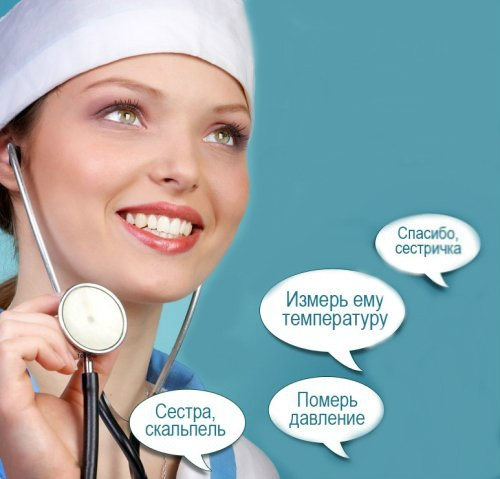 Спасибо,
сестричка
Измерь ему
температуру
Померь
давление
Сестра,
скальпель